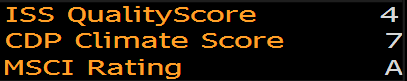 ISS QualityScore 4
CDP Climate Score 7
MSCI Rating A